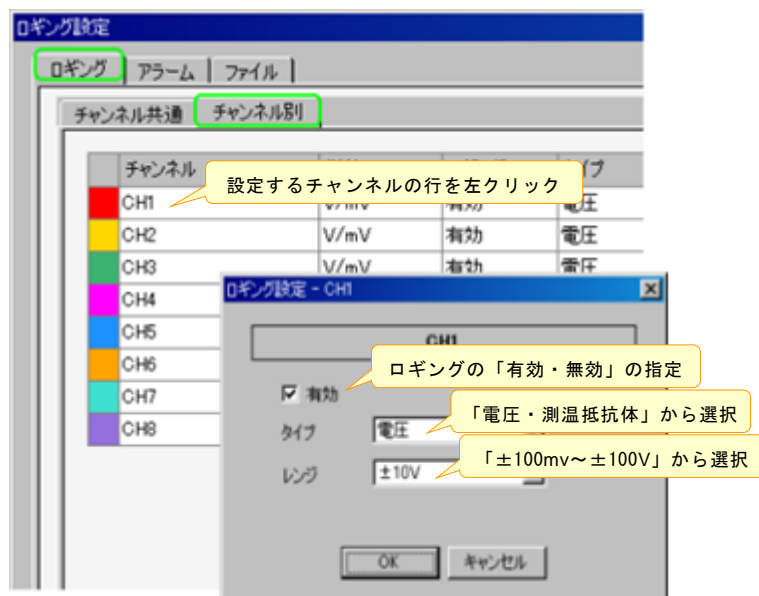 ロギング設定
ロギング アラーム ファイル
チャンネル共通 チャンネル別
チャンネル
設定するチャンネルの行を左クリック
CH1 V/mV 有効 電圧
CH2 V/mV 有効 電圧
CH3 V/mV 有効 電圧
CH4
CH5
CH6
CH7
CH8
ロギング設定 - CH1
CH1
ロギングの「有効・無効」の指定
有効
「電圧・測温抵抗体」から選択
タイプ 電圧
「±100mv～±100V」から選択
レンジ ±10V
OK キャンセル